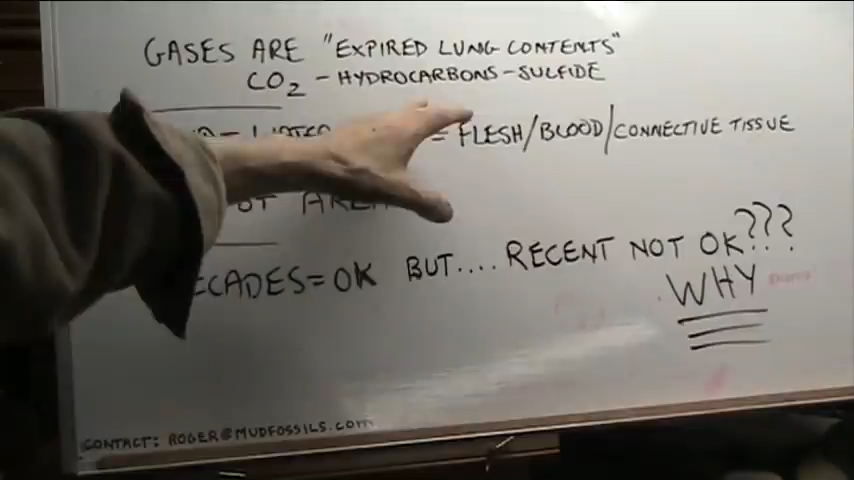 GASES ARE "EXPIRED LUNG CONTENTS"
CO2 - HYDROCARBONS - SULFIDE
= FLESH/BLOOD/CONNECTIVE TISSUE
ECADES=OK BUT.... RECENT NOT OK???
WHY
CONTACT: ROGER@MUDFOSSILS.COM